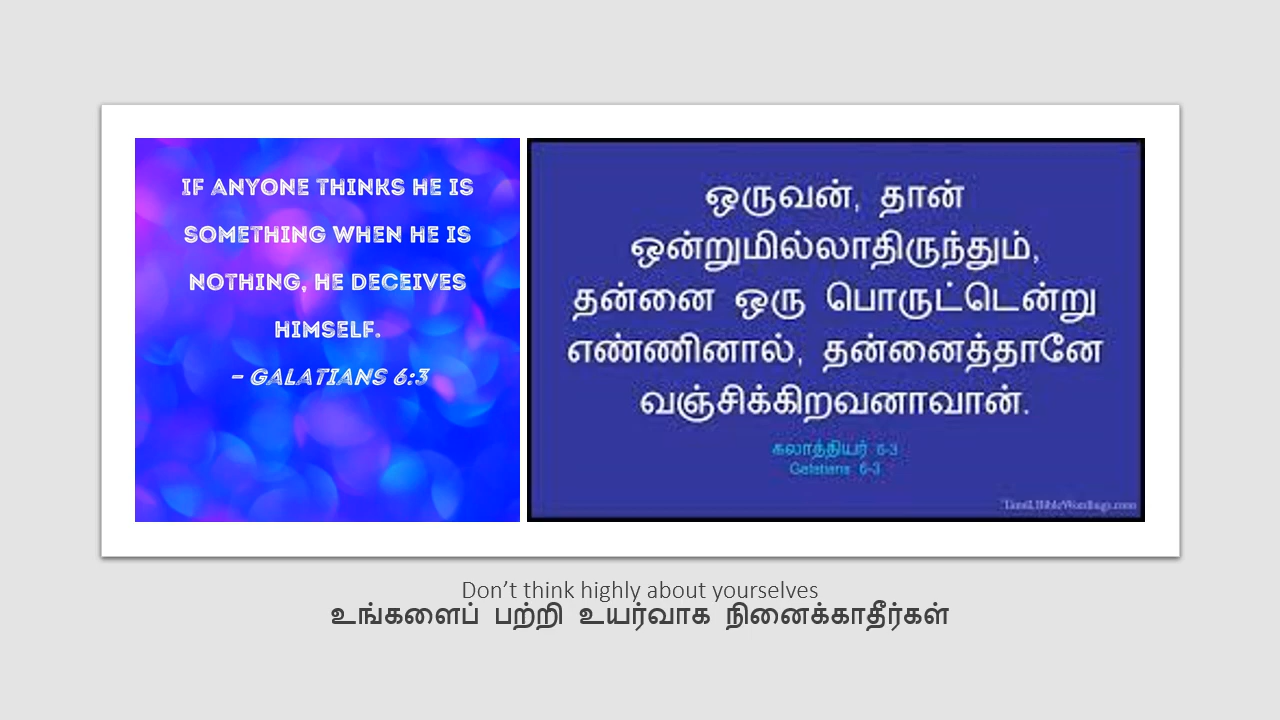 IF ANYONE THINKS HE IS
SOMETHING WHEN HE IS
NOTHING, HE DECEIVES
HIMSELF.
– GALATIANS 6:3
ஒருவன், தான்
ஒன்றுமில்லாதிருந்தும்,
தன்னை ஒரு பொருட்டென்று
எண்ணினால், தன்னைத்தானே
வஞ்சிக்கிறவனாவான்.
கலாத்தியர் 6-3
Galatians 6-3
TamilBibleWordings.com
Don’t think highly about yourselves
உங்களைப் பற்றி உயர்வாக நினைக்காதீர்கள்